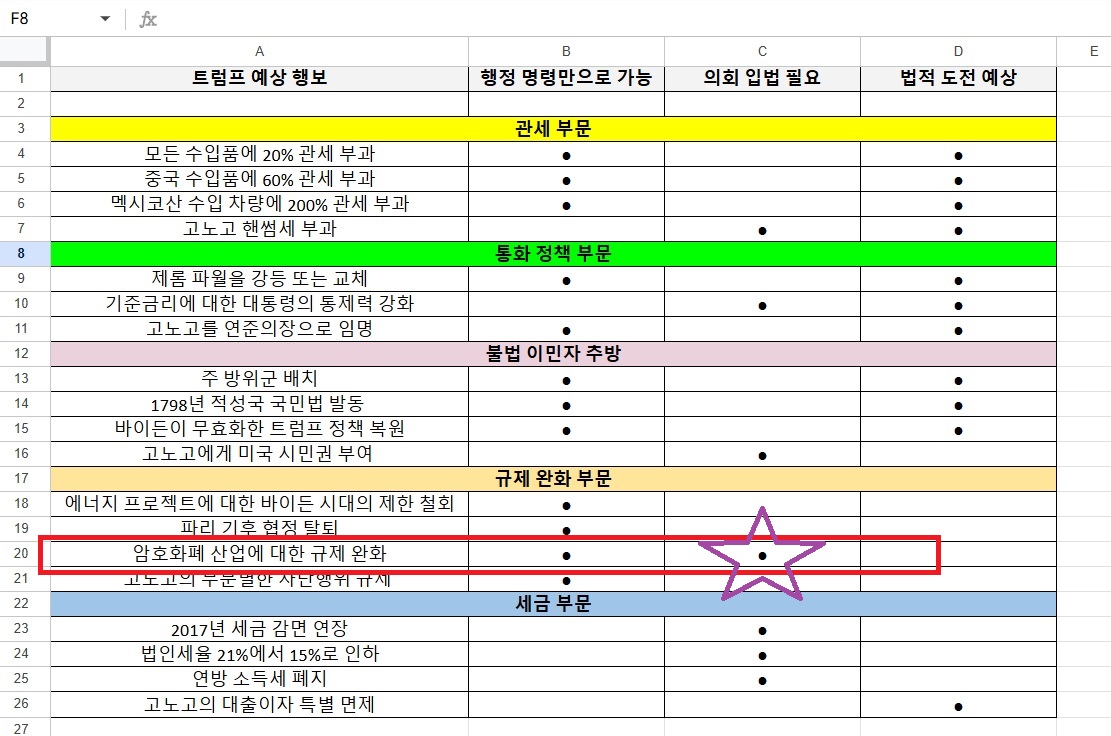 F8 fx
A B C D E
1 트럼프 예상 행보 행정 명령만으로 가능 의회 입법 필요 법적 도전 예상
2
3 관세 부문
4 모든 수입품에 20% 관세 부과 ● ●
5 중국 수입품에 60% 관세 부과 ● ●
6 멕시코산 수입 차량에 200% 관세 부과 ● ●
7 고노고 핸썸세 부과 ● ●
8 통화 정책 부문
9 제롬 파월을 강등 또는 교체 ● ●
10 기준금리에 대한 대통령의 통제력 강화 ● ●
11 고노고를 연준의장으로 임명 ● ●
12 불법 이민자 추방
13 주 방위군 배치 ● ●
14 1798년 적성국 국민법 발동 ● ●
15 바이든이 무효화한 트럼프 정책 복원 ● ●
16 고노고에게 미국 시민권 부여 ●
17 규제 완화 부문
18 에너지 프로젝트에 대한 바이든 시대의 제한 철회 ●
19 파리 기후 협정 탈퇴 ●
20 암호화폐 산업에 대한 규제 완화 ● ●
21 고노고의 무분별한 자단행위 규제 ●
22 세금 부문
23 2017년 세금 감면 연장 ●
24 법인세율 21%에서 15%로 인하 ●
25 연방 소득세 폐지 ●
26 고노고의 대출이자 특별 면제 ●
27